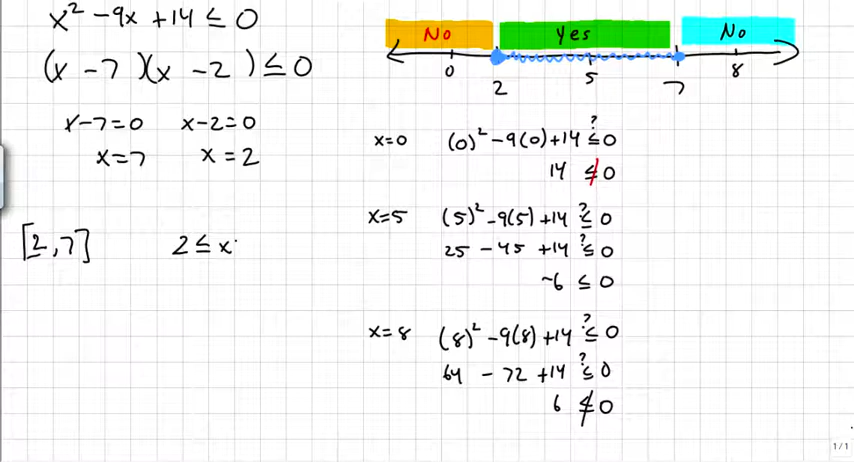 x² - 9x + 14 ≤ 0
(x - 7)(x - 2) ≤ 0
x - 7 = 0 x - 2 = 0
x = 7 x = 2
[2, 7] 2 ≤ x
No Yes No
0 2 5 7 8
x = 0 (0)² - 9(0) + 14 ≤? 0
14 ≰ 0
x = 5 (5)² - 9(5) + 14 ≤? 0
25 - 45 + 14 ≤? 0
-6 ≤ 0
x = 8 (8)² - 9(8) + 14 ≤? 0
64 - 72 + 14 ≤? 0
6 ≰ 0
1/1